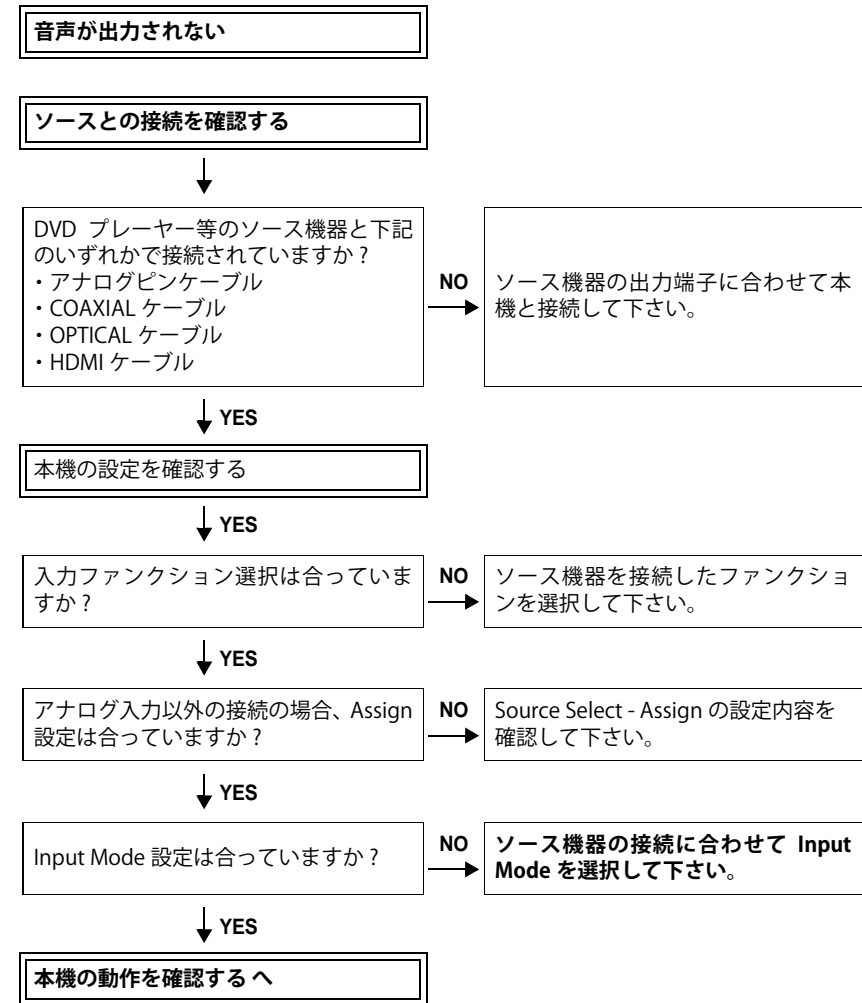 音声が出力されない
ソースとの接続を確認する
DVD プレーヤー等のソース機器と下記
のいずれかで接続されていますか？
・アナログピンケーブル
・COAXIAL ケーブル
・OPTICAL ケーブル
・HDMI ケーブル
NO
ソース機器の出力端子に合わせて本
機と接続して下さい。
YES
本機の設定を確認する
YES
入力ファンクション選択は合っていま
すか？
NO
ソース機器を接続したファンクショ
ンを選択して下さい。
YES
アナログ入力以外の接続の場合、Assign
設定は合っていますか？
NO
Source Select - Assign の設定内容を
確認して下さい。
YES
Input Mode 設定は合っていますか？
NO
ソース機器の接続に合わせて Input
Mode を選択して下さい。
YES
本機の動作を確認する へ